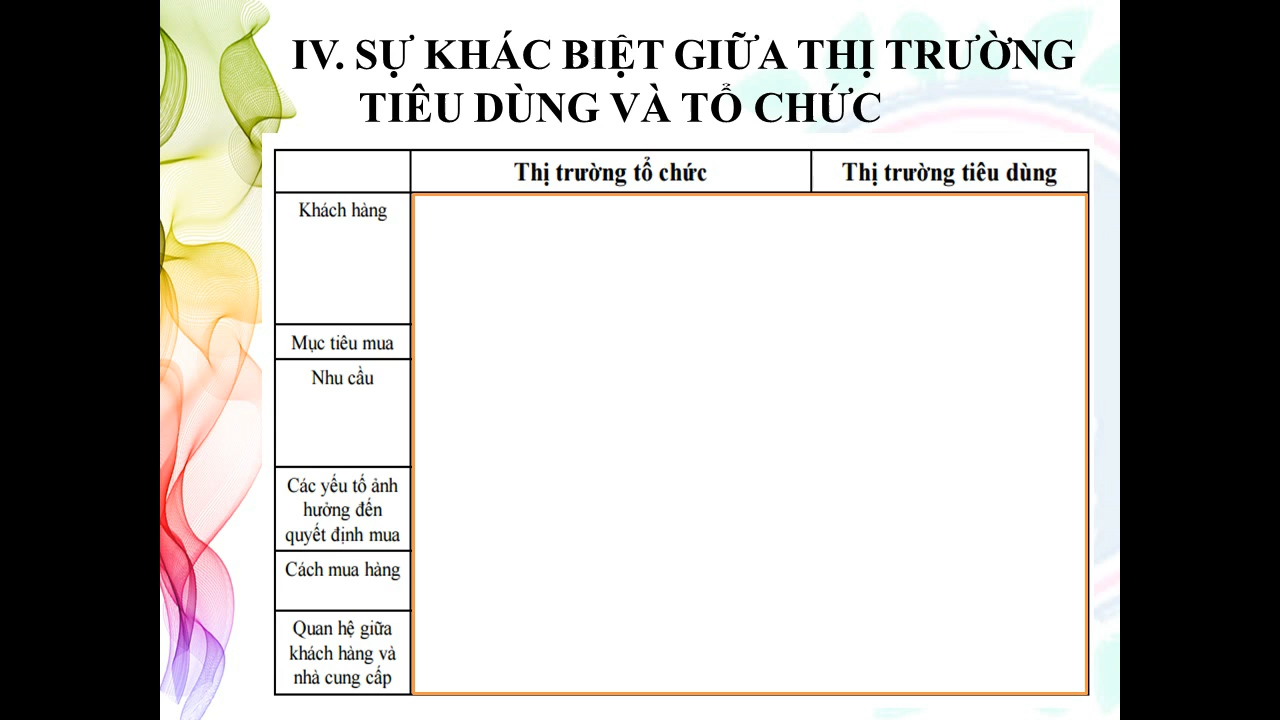 IV. SỰ KHÁC BIỆT GIỮA THỊ TRƯỜNG
TIÊU DÙNG VÀ TỔ CHỨC
Thị trường tổ chức
Thị trường tiêu dùng
Khách hàng
Mục tiêu mua
Nhu cầu
Các yếu tố ảnh
hưởng đến
quyết định mua
Cách mua hàng
Quan hệ giữa
khách hàng và
nhà cung cấp